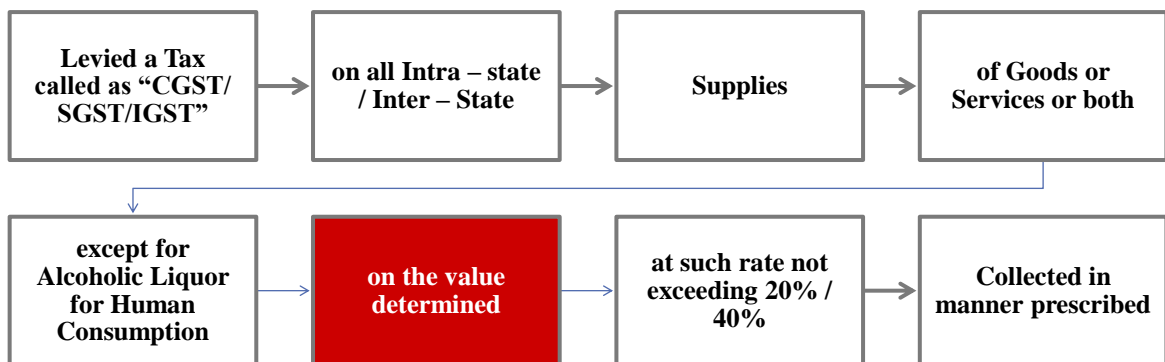 Levied a Tax
called as “CGST/
SGST/IGST”
on all Intra – state
/ Inter – State
Supplies
of Goods or
Services or both
except for
Alcoholic Liquor
for Human
Consumption
on the value
determined
at such rate not
exceeding 20% /
40%
Collected in
manner prescribed